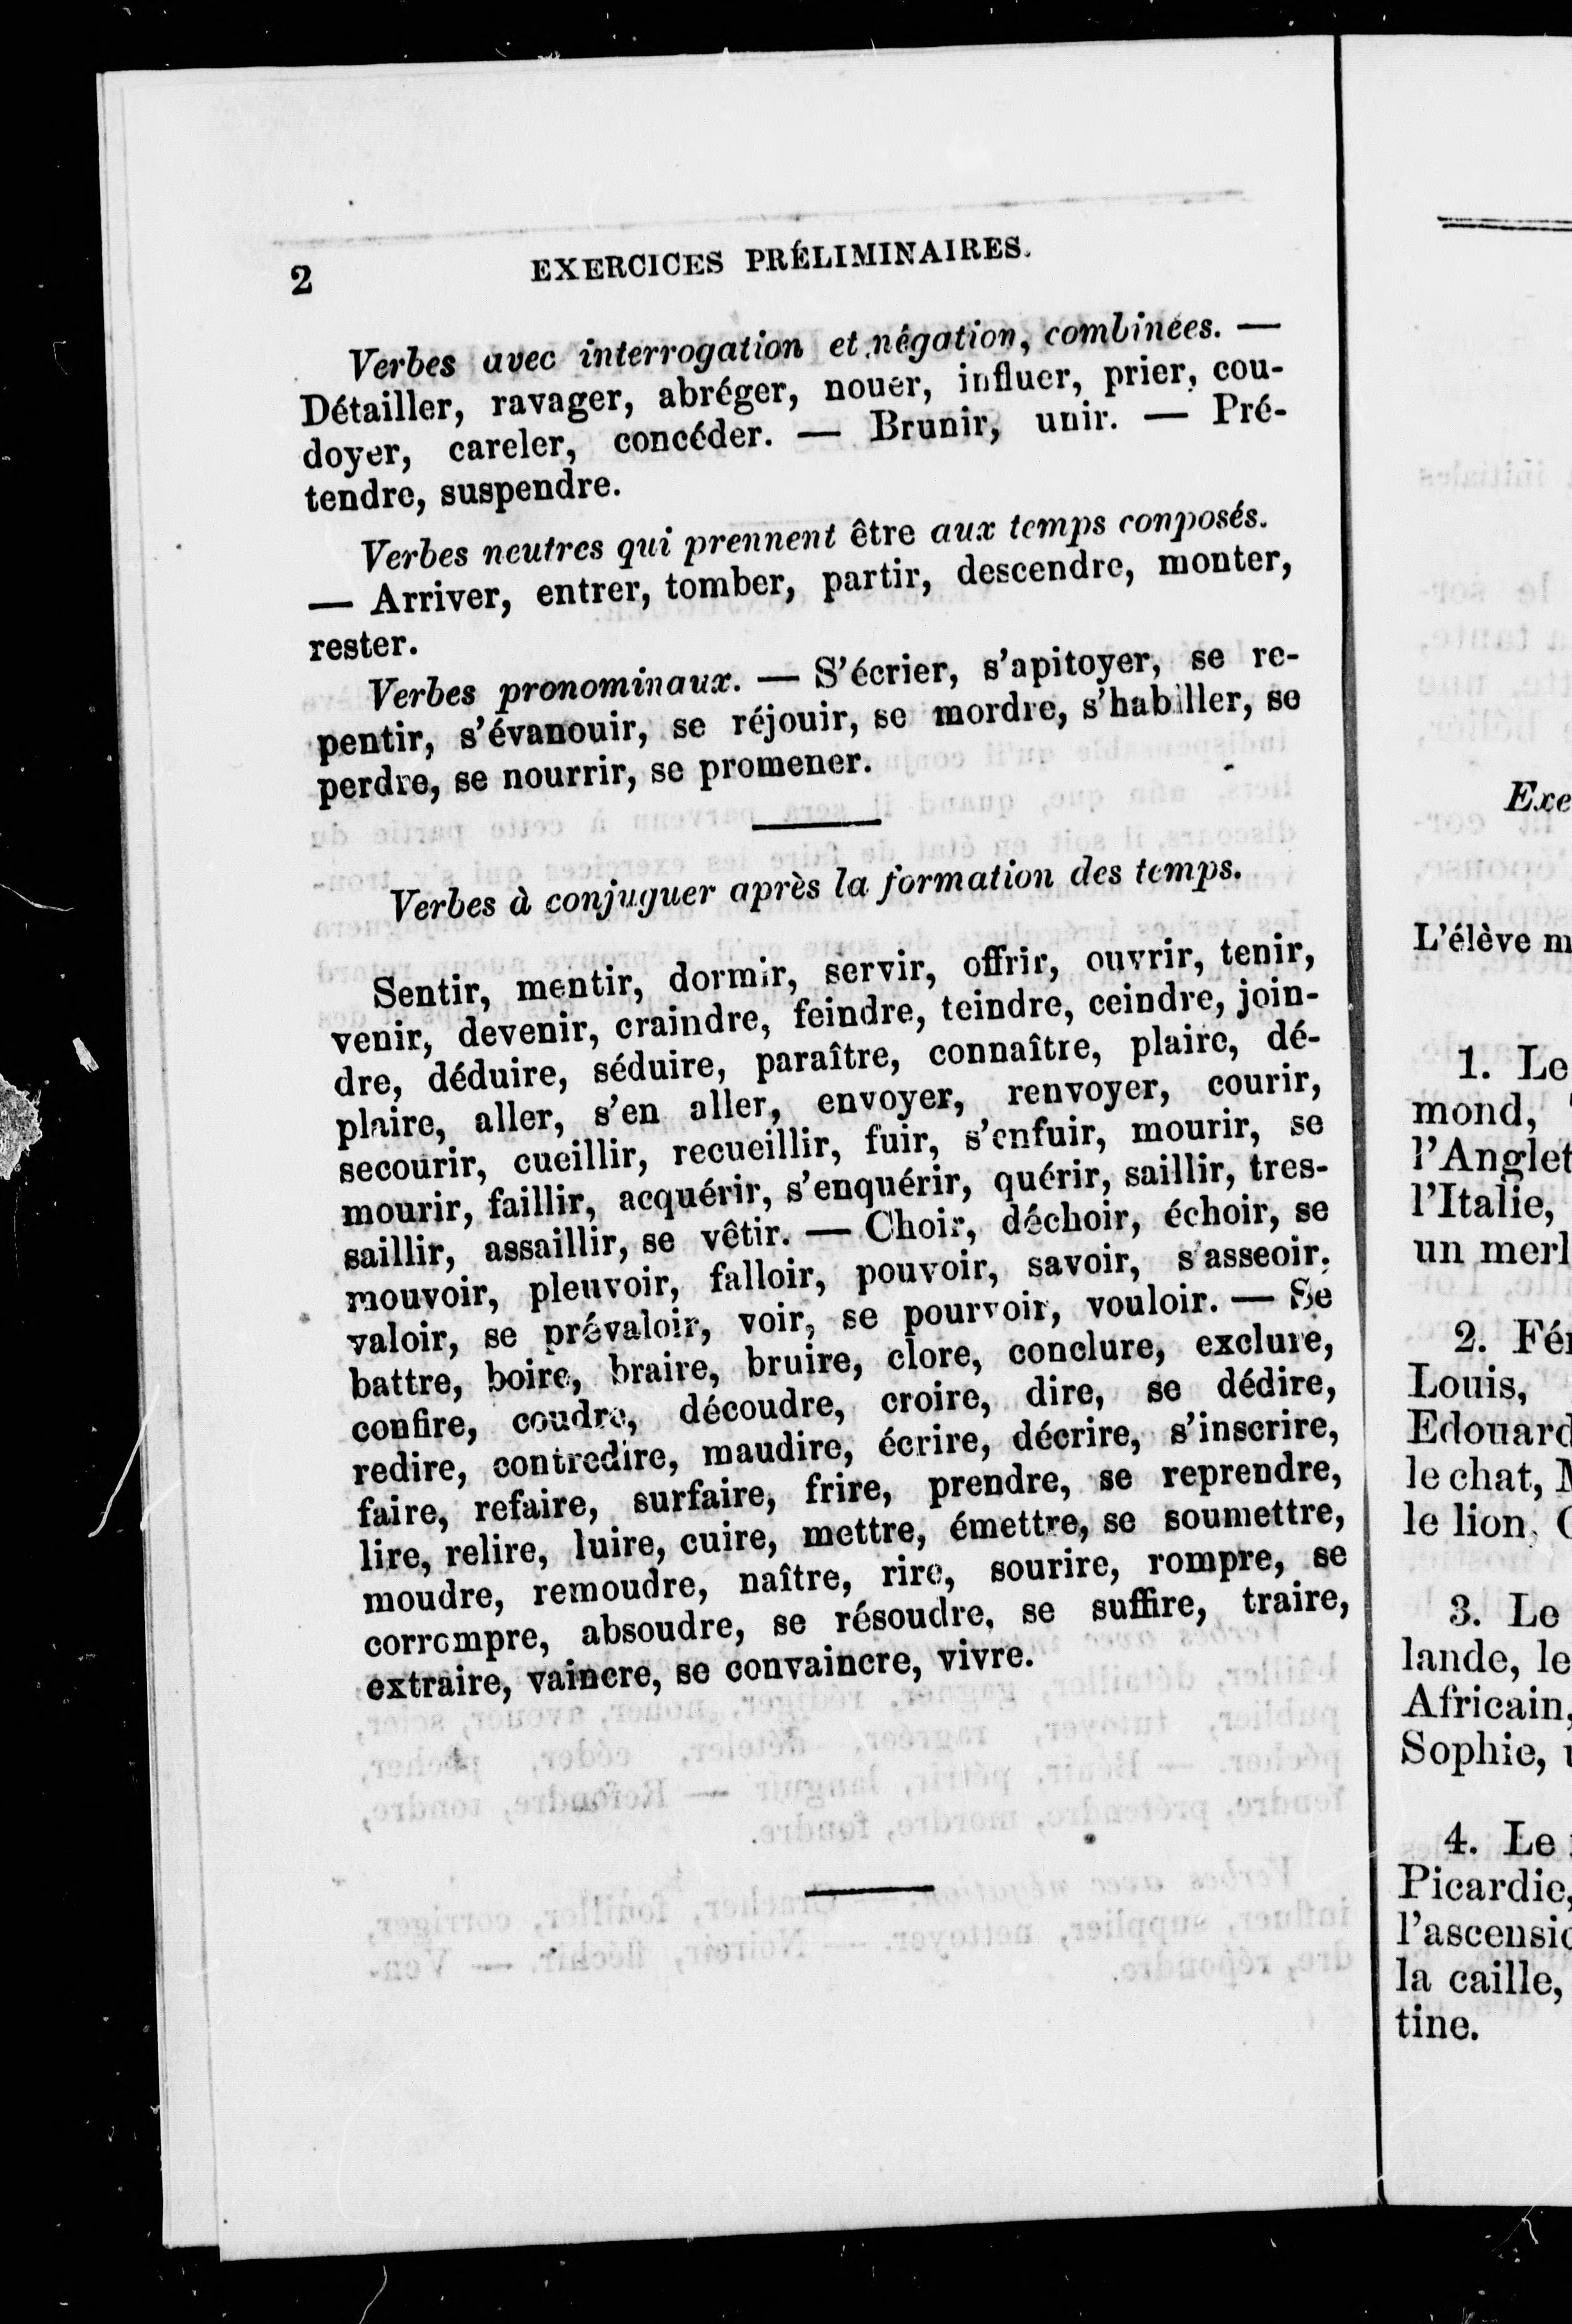 2 EXERCICES PRÉLIMINAIRES.
Verbes avec interrogation et négation, combinées. —
Détailler, ravager, abréger, nouer, influer, prier, cou-
doyer, careler, concéder. — Brunir, unir. — Pré-
tendre, suspendre.
Verbes neutres qui prennent être aux temps conposés.
— Arriver, entrer, tomber, partir, descendre, monter,
rester.
Verbes pronominaux. — S'écrier, s'apitoyer, se re-
pentir, s'évanouir, se réjouir, se mordre, s'habiller, se
perdre, se nourrir, se promener.
Verbes à conjuguer après la formation des temps.
Sentir, mentir, dormir, servir, offrir, ouvrir, tenir,
venir, devenir, craindre, feindre, teindre, ceindre, join-
dre, déduire, séduire, paraître, connaître, plaire, dé-
plaire, aller, s'en aller, envoyer, renvoyer, courir,
secourir, cueillir, recueillir, fuir, s'enfuir, mourir, se
mourir, faillir, acquérir, s'enquérir, quérir, saillir, tres-
saillir, assaillir, se vêtir. — Choir, déchoir, échoir, se
mouvoir, pleuvoir, falloir, pouvoir, savoir, s'asseoir,
valoir, se prévaloir, voir, se pourvoir, vouloir. — Se
battre, boire, braire, bruire, clore, conclure, exclure,
confire, coudre, découdre, croire, dire, se dédire,
redire, contredire, maudire, écrire, décrire, s'inscrire,
faire, refaire, surfaire, frire, prendre, se reprendre,
lire, relire, luire, cuire, mettre, émettre, se soumettre,
moudre, remoudre, naître, rire, sourire, rompre, se
corrompre, absoudre, se résoudre, se suffire, traire,
extraire, vaincre, se convaincre, vivre.
Exe
L'élève m
1. Le
mond,
l'Anglet
l'Italie,
un merl
2. Fé
Louis,
Edouard
le chat,
le lion,
3. Le
lande, le
Africain,
Sophie,
4. Le
Picardie,
l'ascensio
la caille,
tine.